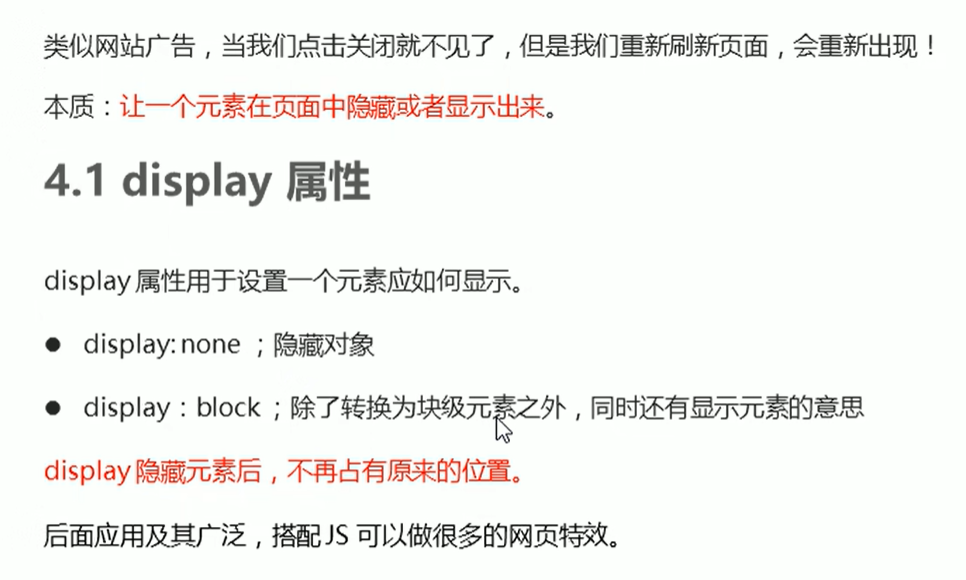 类似网站广告，当我们点击关闭就不见了，但是我们重新刷新页面，会重新出现！
本质：让一个元素在页面中隐藏或者显示出来。
4.1 display 属性
display 属性用于设置一个元素应如何显示。
● display: none ；隐藏对象
● display：block ；除了转换为块级元素之外，同时还有显示元素的意思
display 隐藏元素后，不再占有原来的位置。
后面应用及其广泛，搭配 JS 可以做很多的网页特效。